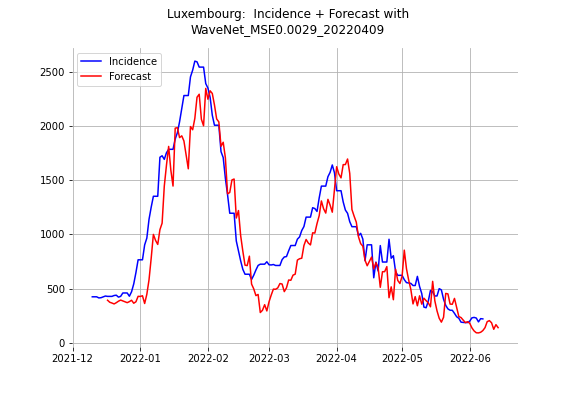 Luxembourg:  Incidence + Forecast with
WaveNet_MSE0.0029_20220409
Incidence
Forecast
2500
2000
1500
1000
500
0
2021-12 2022-01 2022-02 2022-03 2022-04 2022-05 2022-06